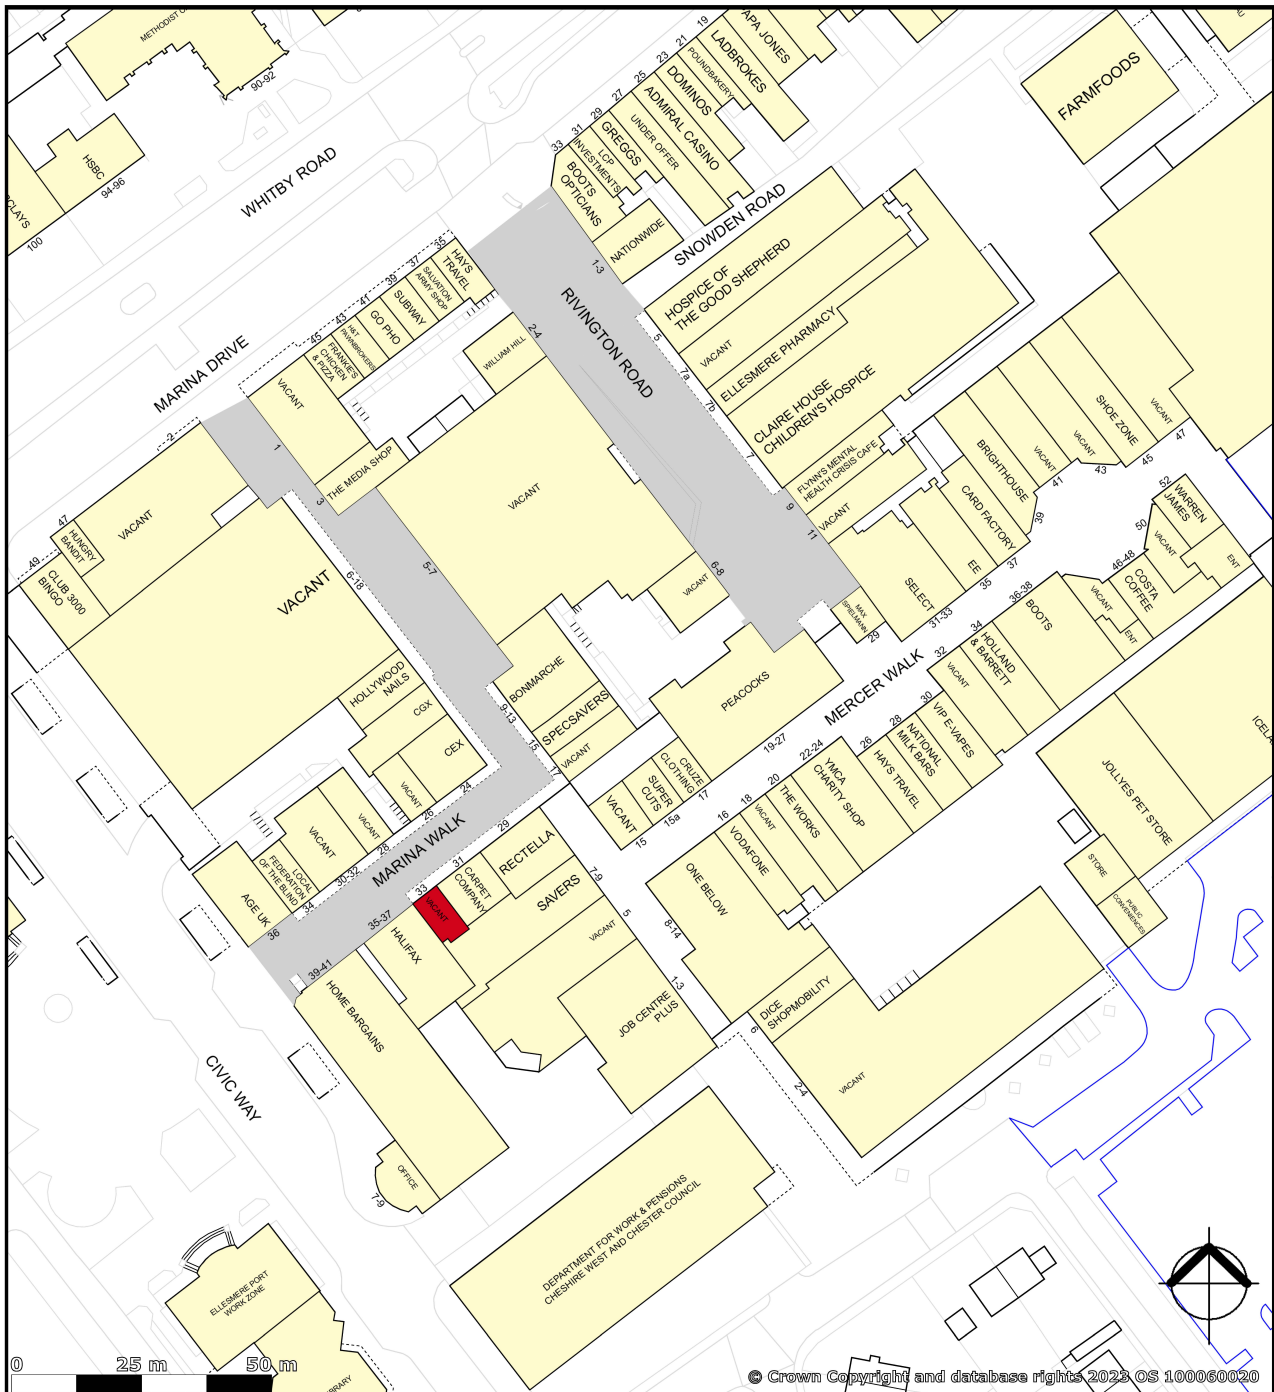 METHODIST
90-92
HSBC
94-96
CLAYS
100
WHITBY ROAD
19
21
23
25
27
29
31
33
PAPA JONES
LADBROKES
POUNDBAKERY
DOMINOS
ADMIRAL CASINO
UNDER OFFER
GREGGS
LCP
INVESTMENTS
BOOTS
OPTICIANS
NATIONWIDE
1-3
SNOWDEN ROAD
FARMFOODS
HOSPICE OF
THE GOOD SHEPHERD
5
VACANT
7a
ELLESMERE PHARMACY
7b
CLAIRE HOUSE
CHILDREN'S HOSPICE
7
FLYNN'S MENTAL
HEALTH CRISIS CAFE
9
VACANT
11
RIVINGTON ROAD
35
37
39
41
43
45
HAYS
TRAVEL
SALVATION
ARMY SHOP
SUBWAY
GO PHO
H&T
PAWNBROKERS
FRANKIE'S
CHICKEN
& PIZZA
VACANT
MARINA DRIVE
2-4
WILLIAM HILL
1
THE MEDIA SHOP
3
VACANT
5-7
6-8
VACANT
2
VACANT
47
HUNGRY
BANDIT
49
CLUB 3000
BINGO
VACANT
6-18
HOLLYWOOD
NAILS
CGX
CEX
VACANT
24
26
28
30-32
34
36
VACANT
VACANT
LOCAL
FEDERATION
OF THE BLIND
AGE UK
MARINA WALK
BONMARCHE
9-13
SPECSAVERS
15
VACANT
17
PEACOCKS
19-27
CRUZE
CLOTHING
17
SUPER
CUTS
15a
VACANT
15
MERCER WALK
MAX
SPIELMANN
29
SELECT
31-33
EE
35
CARD FACTORY
37
BRIGHTHOUSE
39
VACANT
41
VACANT
43
SHOE ZONE
45
VACANT
47
52
WARREN
JAMES
50
VACANT
ENT
46-48
COSTA
COFFEE
VACANT
ENT
36-38
BOOTS
34
HOLLAND
& BARRETT
32
VACANT
30
VIP E-VAPES
28
NATIONAL
MILK BARS
26
HAYS TRAVEL
22-24
YMCA
CHARITY SHOP
20
THE WORKS
18
VACANT
16
VODAFONE
ONE BELOW
8-14
DICE
SHOPMOBILITY
6
VACANT
2-4
ICELA
JOLLYES PET STORE
STORE
PUBLIC
CONVENIENCES
29
RECTELLA
31
CARPET
COMPANY
33
VACANT
35-37
HALIFAX
39-41
HOME BARGAINS
SAVERS
7-9
VACANT
5
JOB CENTRE
PLUS
1-3
CIVIC WAY
OFFICE
7-9
DEPARTMENT FOR WORK & PENSIONS
CHESHIRE WEST AND CHESTER COUNCIL
ELLESMERE PORT
WORK ZONE
BRARY
0
25 m
50 m
© Crown Copyright and database rights 2023 OS 100060020